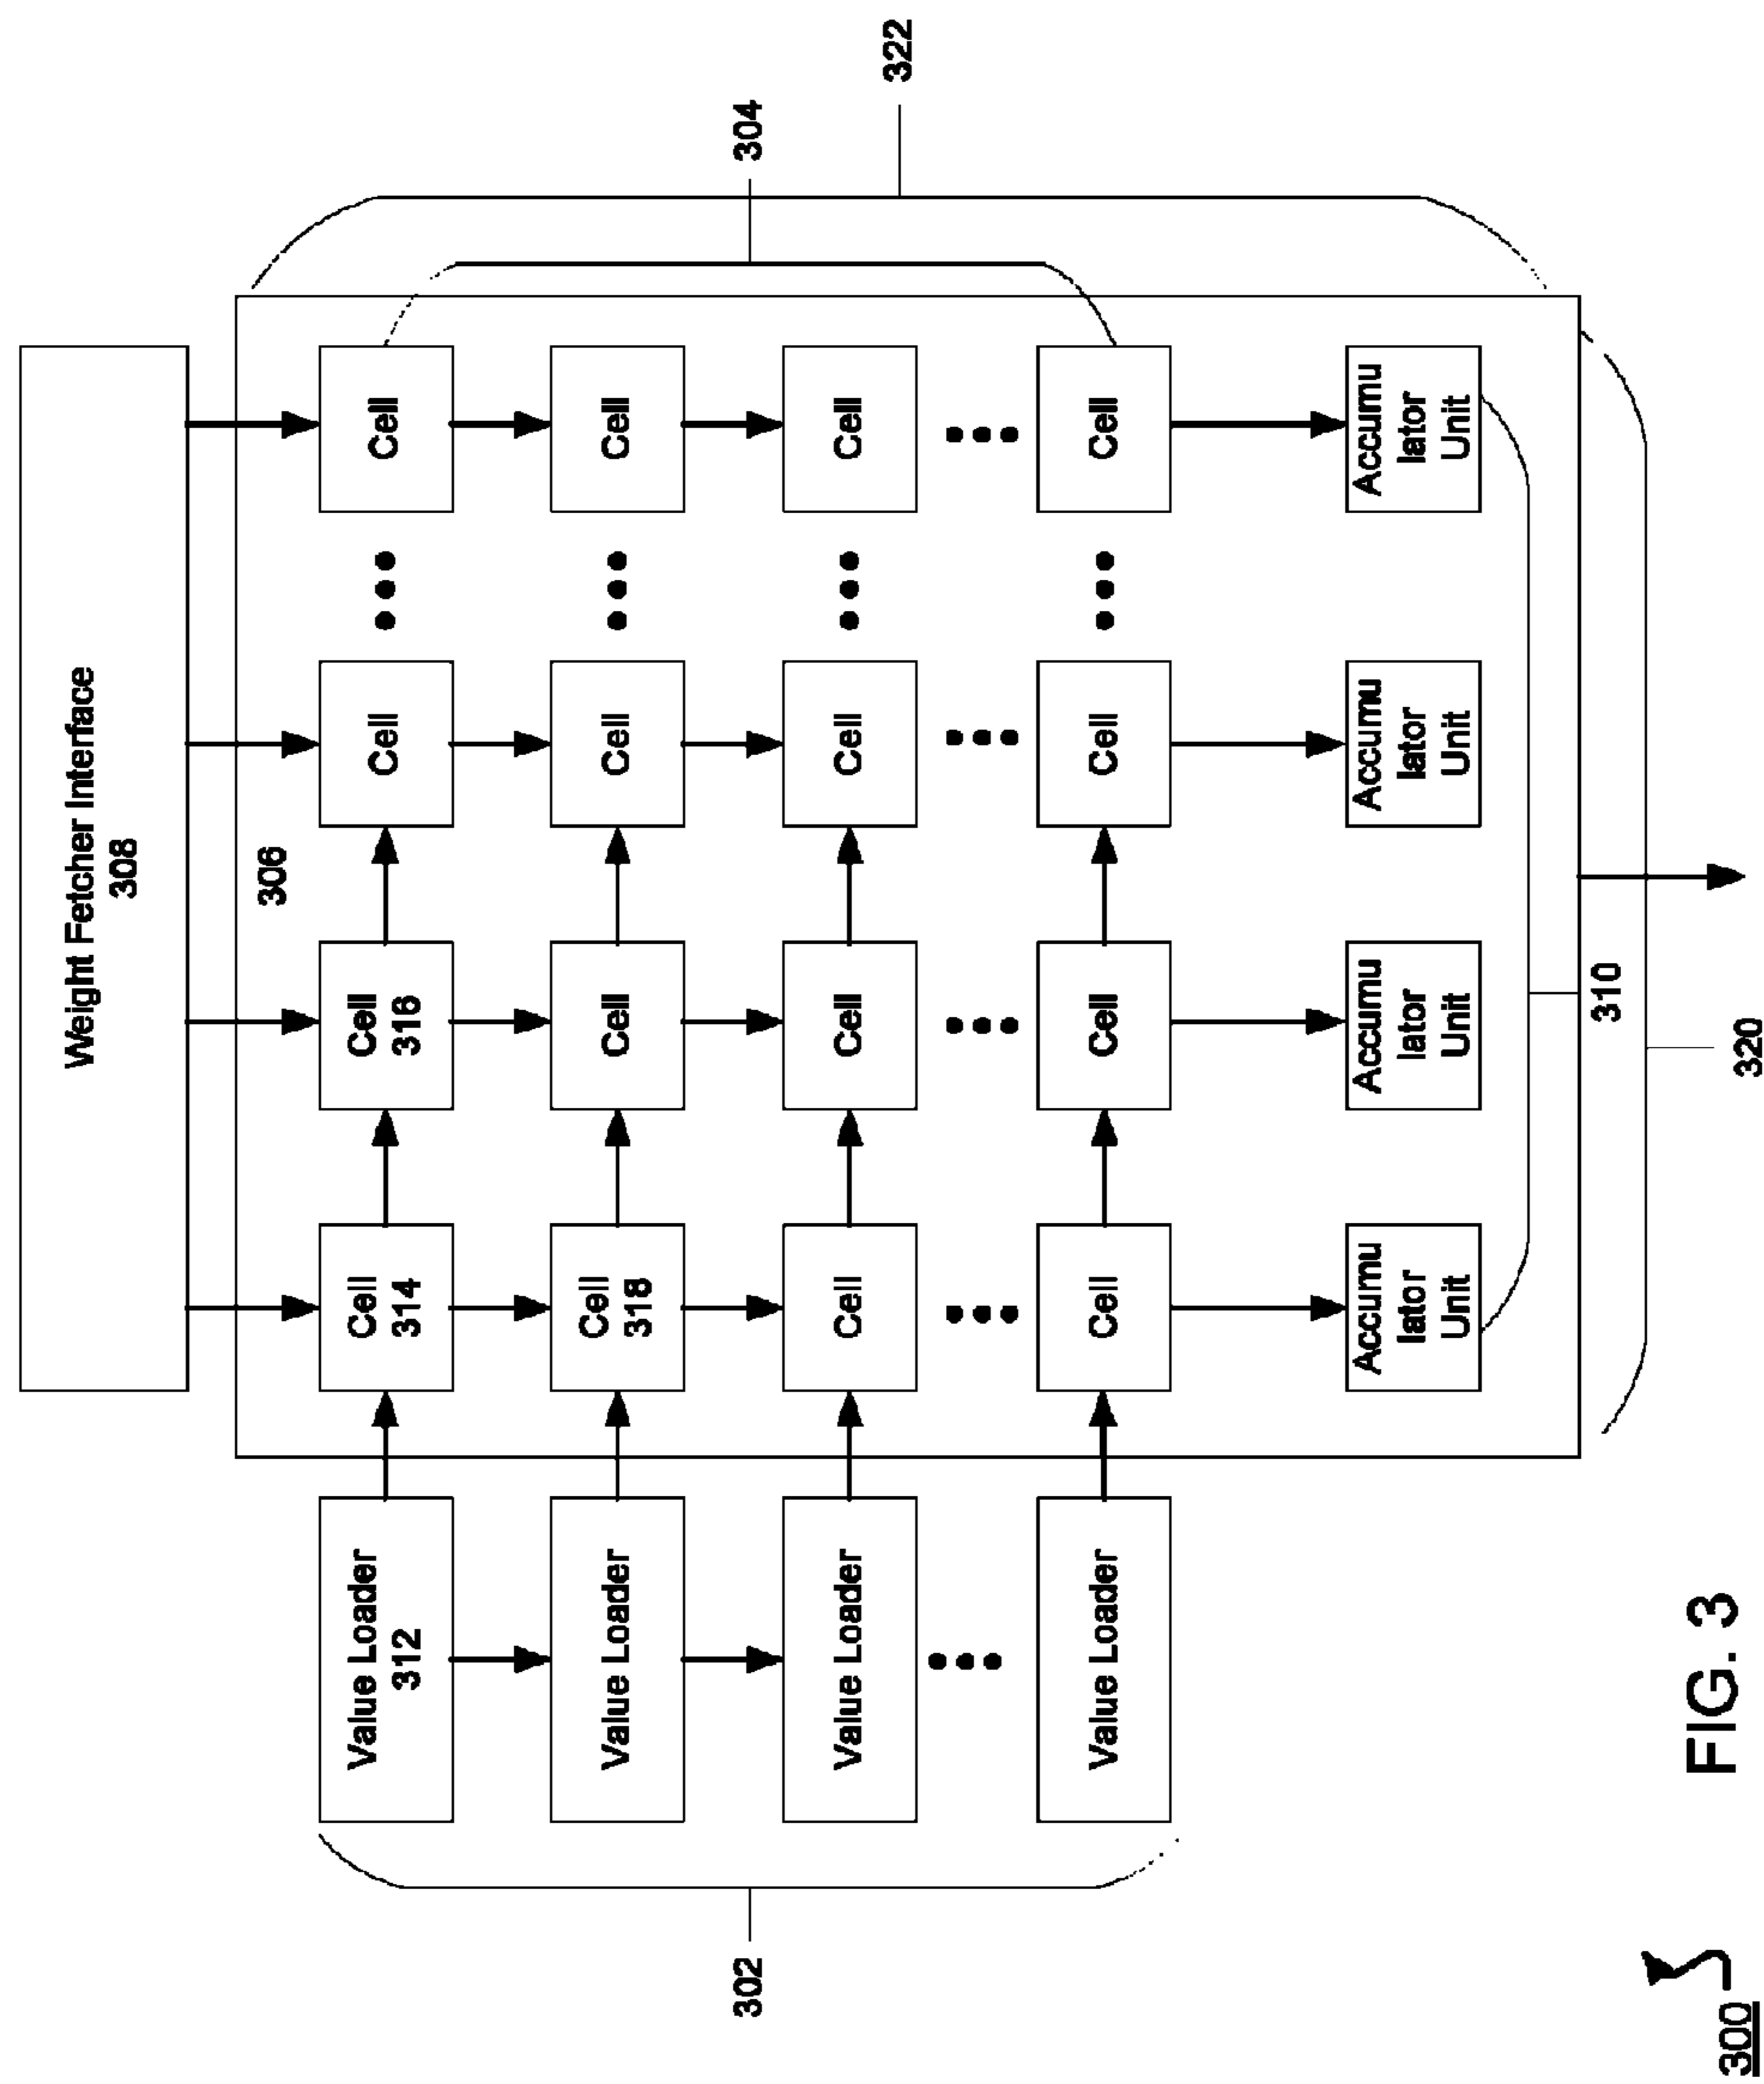 Weight Fetcher Interface
308
306
Value Loader
312
Cell
314
Cell
316
Cell
Cell
Value Loader
Cell
318
Cell
Cell
Cell
302
304
Value Loader
Cell
Cell
Cell
Cell
322
Value Loader
Cell
Cell
Cell
Cell
Accumu
lator
Unit
Accumu
lator
Unit
Accumu
lator
Unit
Accumu
lator
Unit
310
320
FIG. 3
300